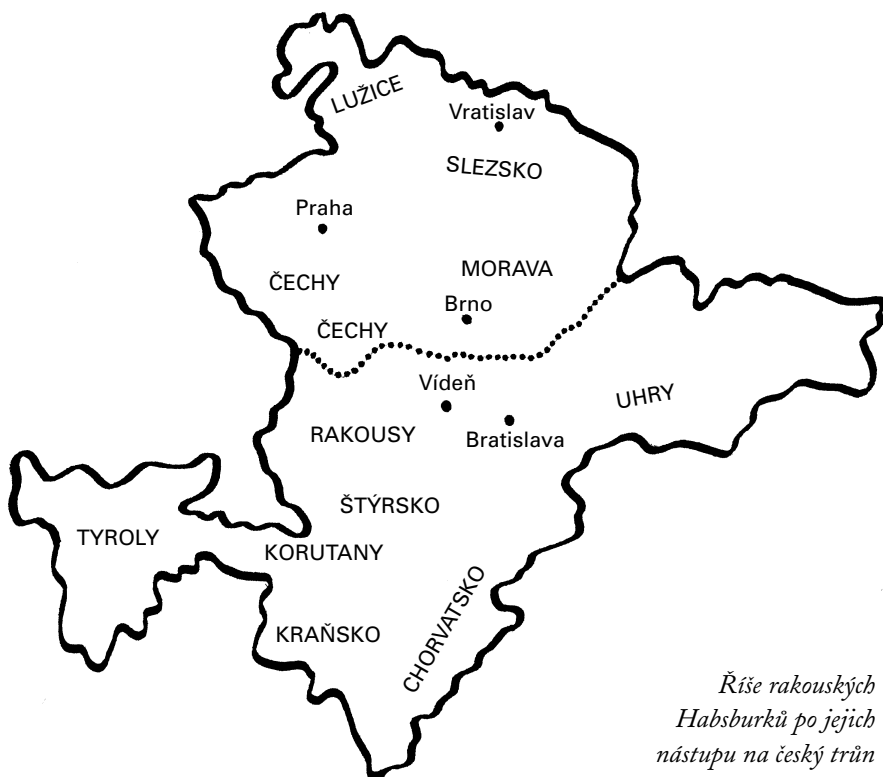 LUŽICE
Vratislav
SLEZSKO
Praha
ČECHY
MORAVA
Brno
ČECHY
Vídeň
UHRY
RAKOUSY
Bratislava
ŠTÝRSKO
TYROLY
KORUTANY
KRAŇSKO
CHORVATSKO
Říše rakouských
Habsburků po jejich
nástupu na český trůn